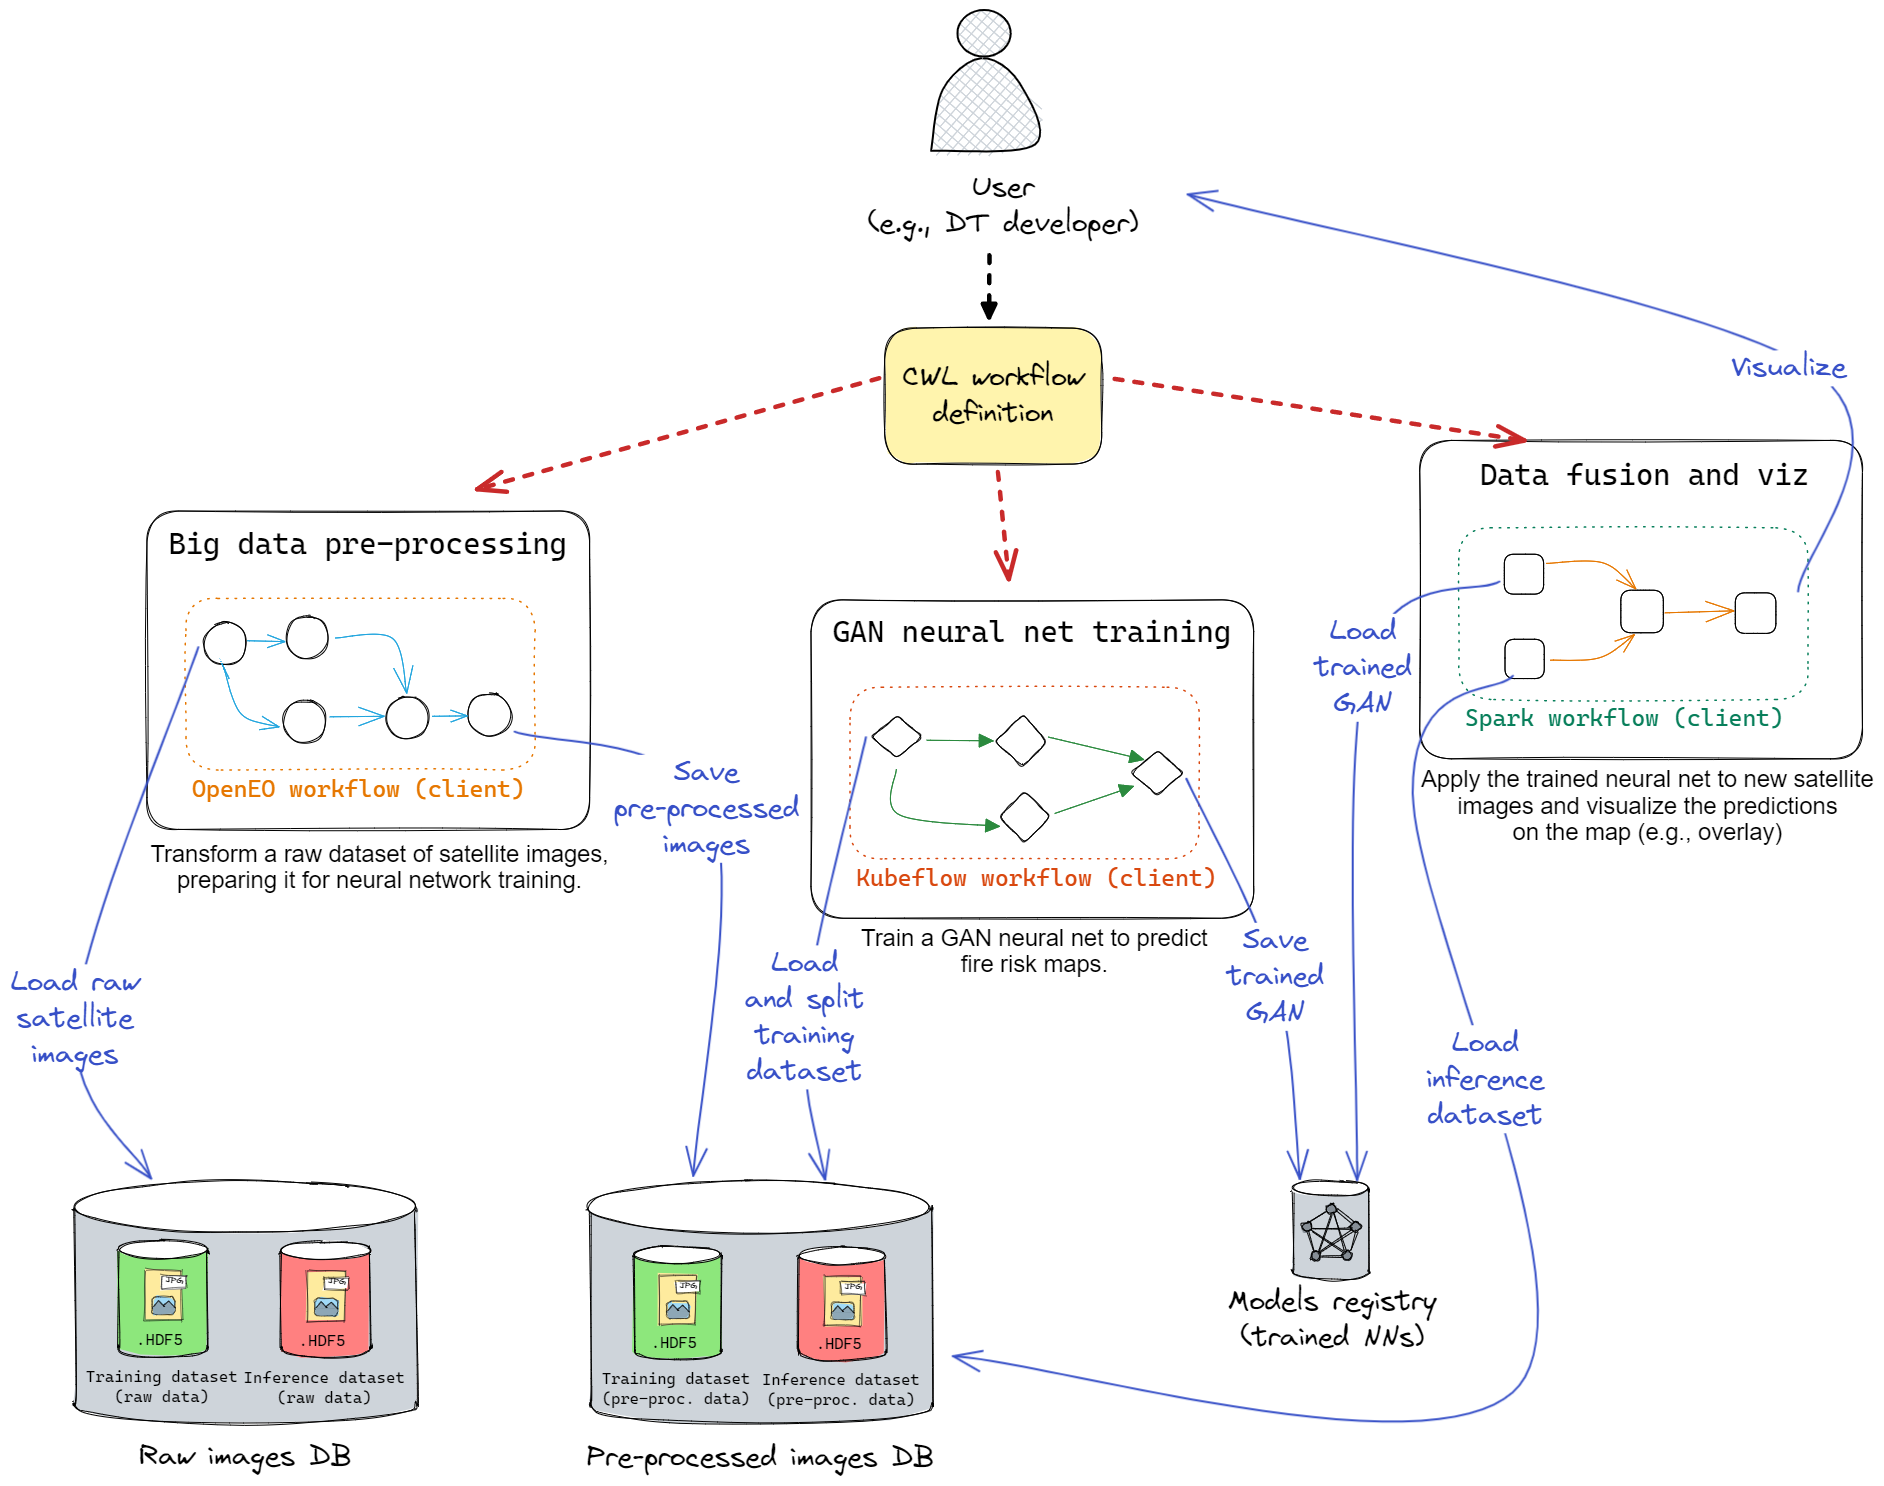 User
(e.g., DT developer)
CWL workflow
definition
Visualize
Big data pre-processing
OpenEO workflow (client)
Transform a raw dataset of satellite images,
preparing it for neural network training.
GAN neural net training
Kubeflow workflow (client)
Train a GAN neural net to predict
fire risk maps.
Data fusion and viz
Spark workflow (client)
Apply the trained neural net to new satellite
images and visualize the predictions
on the map (e.g., overlay)
Load raw
satellite
images
Save
pre-processed
images
Load
and split
training
dataset
Save
trained
GAN
Load
trained
GAN
Load
inference
dataset
JPG
.HDF5
Training dataset
(raw data)
JPG
.HDF5
Inference dataset
(raw data)
Raw images DB
JPG
.HDF5
Training dataset
(pre-proc. data)
JPG
.HDF5
Inference dataset
(pre-proc. data)
Pre-processed images DB
Models registry
(trained NNs)